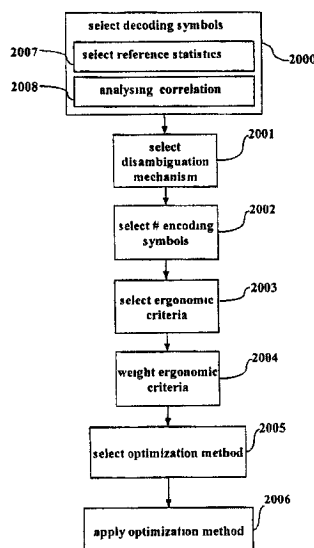 select decoding symbols
2007
select reference statistics
2000
2008
analysing correlation
2001
select
disambiguation
mechanism
2002
select # encoding
symbols
2003
select ergonomic
criteria
2004
weight ergonomic
criteria
2005
select optimization method
2006
apply optimization method